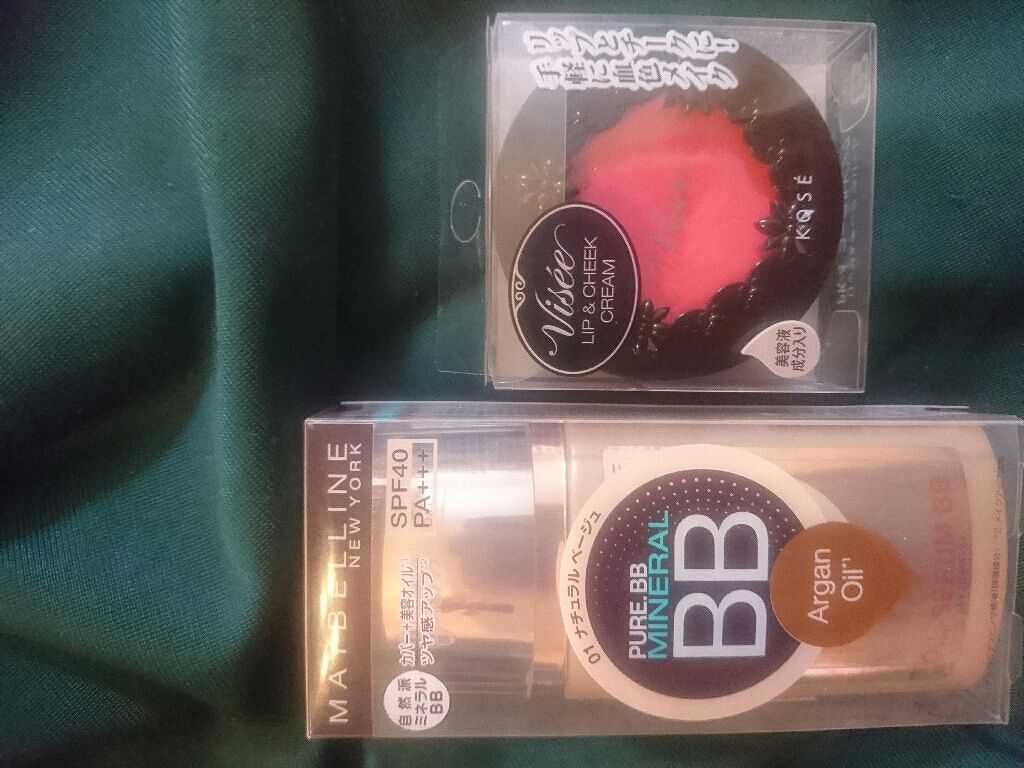 リップとチークに!
手軽に血色メイク
KOSÉ
Visée
LIP & CHEEK
CREAM
美容液
成分入り
MAYBELLINE
NEW YORK
SPF40
PA+++
カバー+美容オイル*1
ツヤ感アップ*2
自然派
ミネラル
BB
01 ナチュラル ベージュ
PURE.BB
MINERAL
BB
Argan
Oil*1